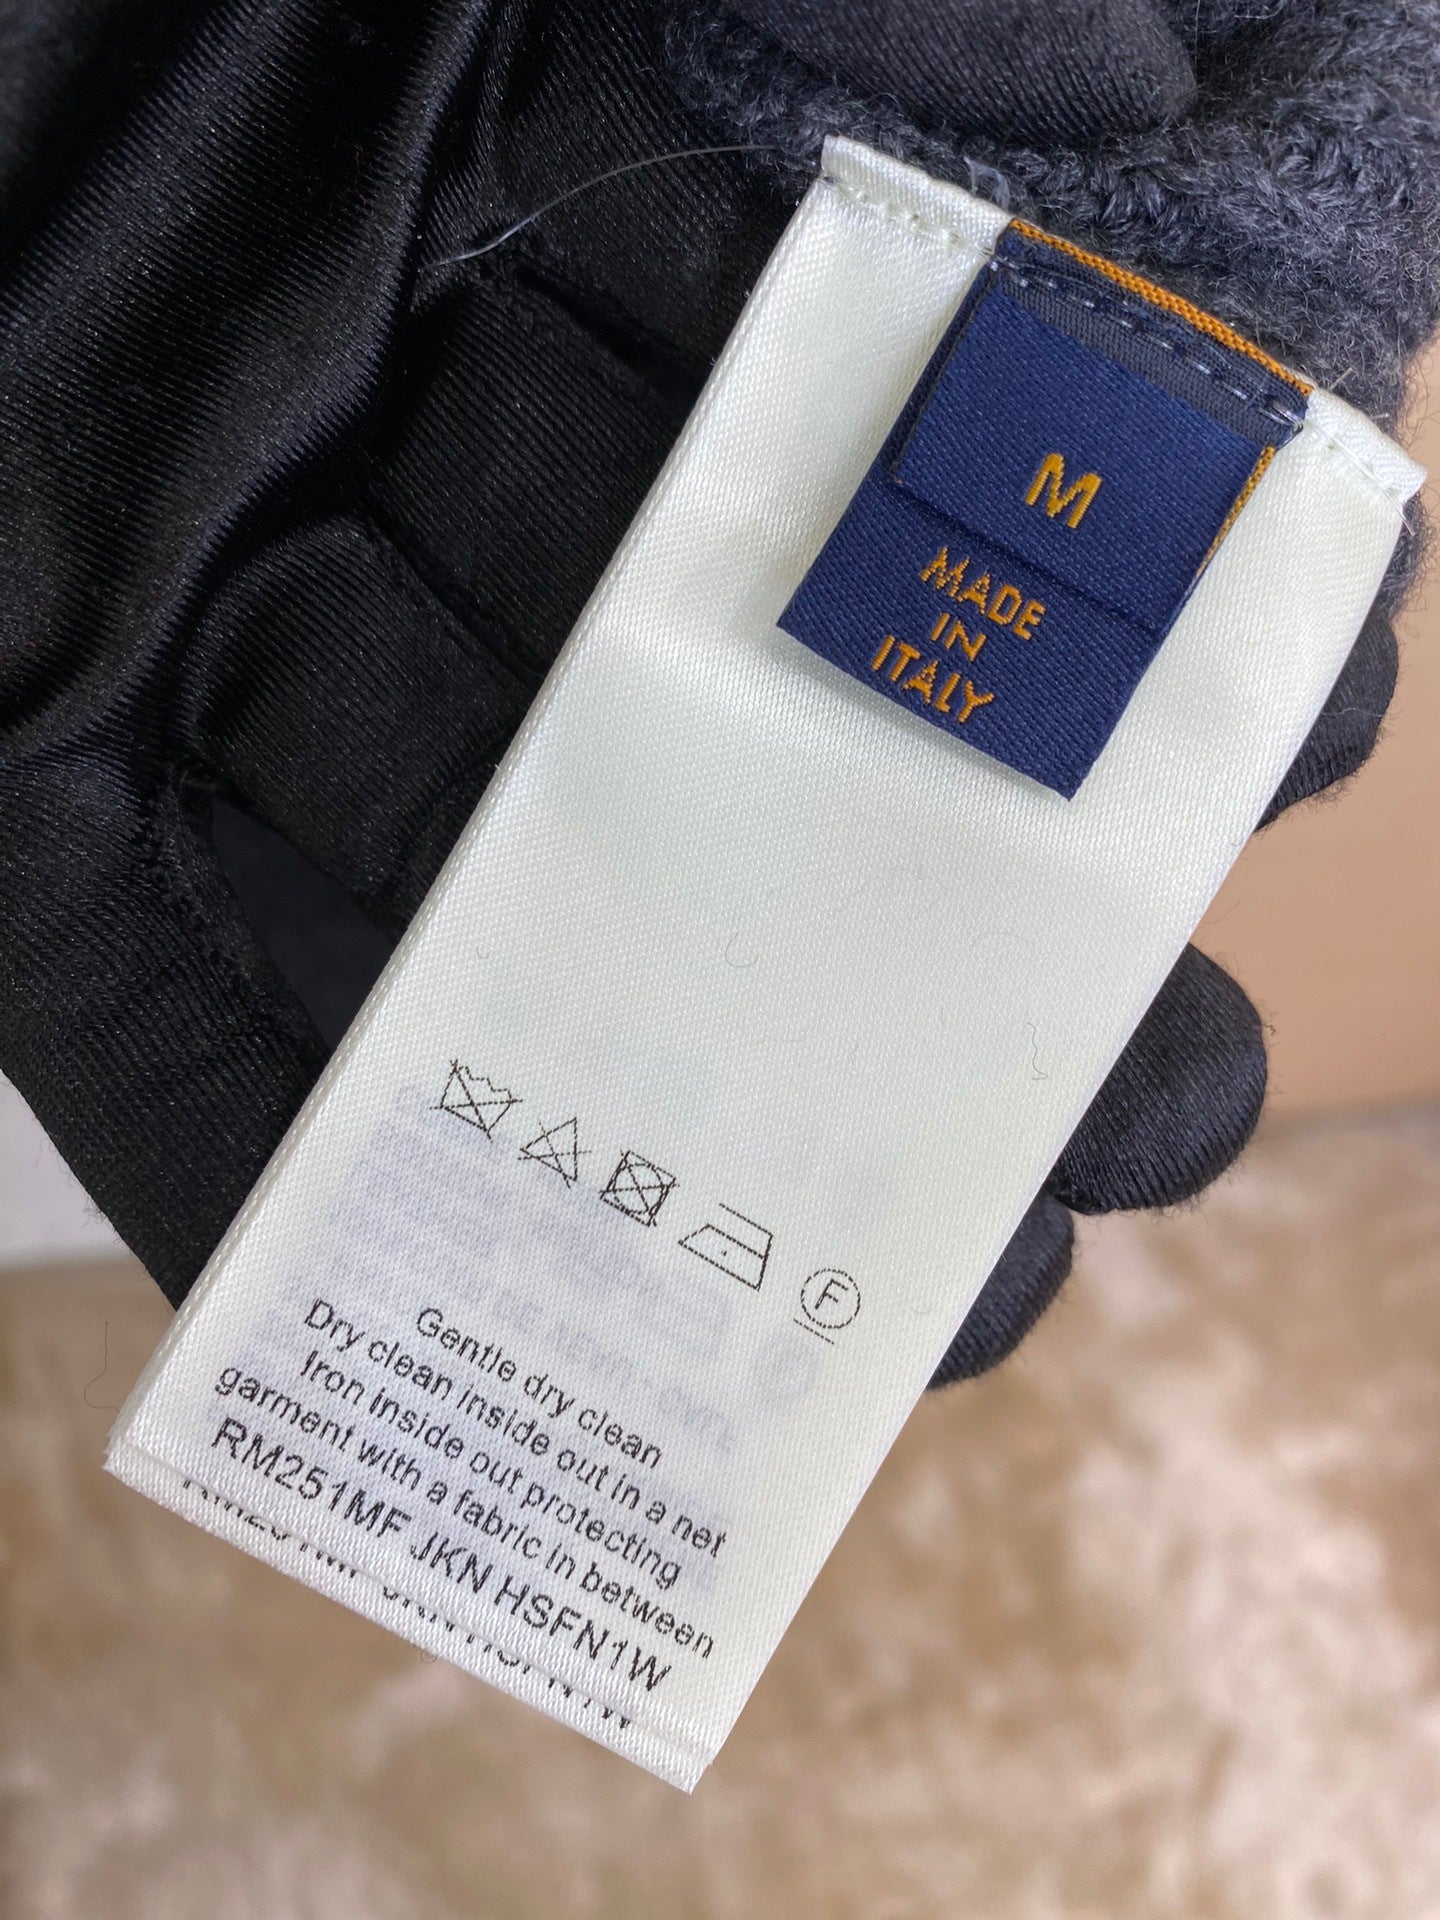 M
MADE
IN
ITALY
F
Gentle dry clean
Dry clean inside out in a net
Iron inside out protecting
garment with a fabric in between
RM251MF JKN HSFN1W